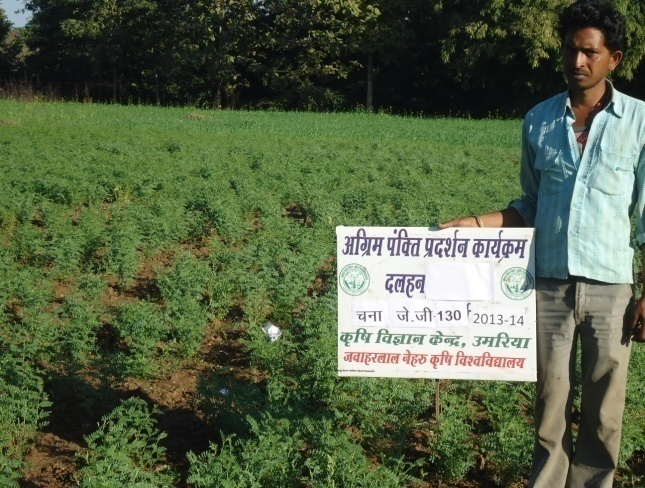 अग्रिम पंक्ति प्रदर्शन कार्यक्रम
दलहन
चना जे.जी-130 2013-14
कृषि विज्ञान केन्द्र, उमरिया
जवाहरलाल नेहरू कृषि विश्वविद्यालय